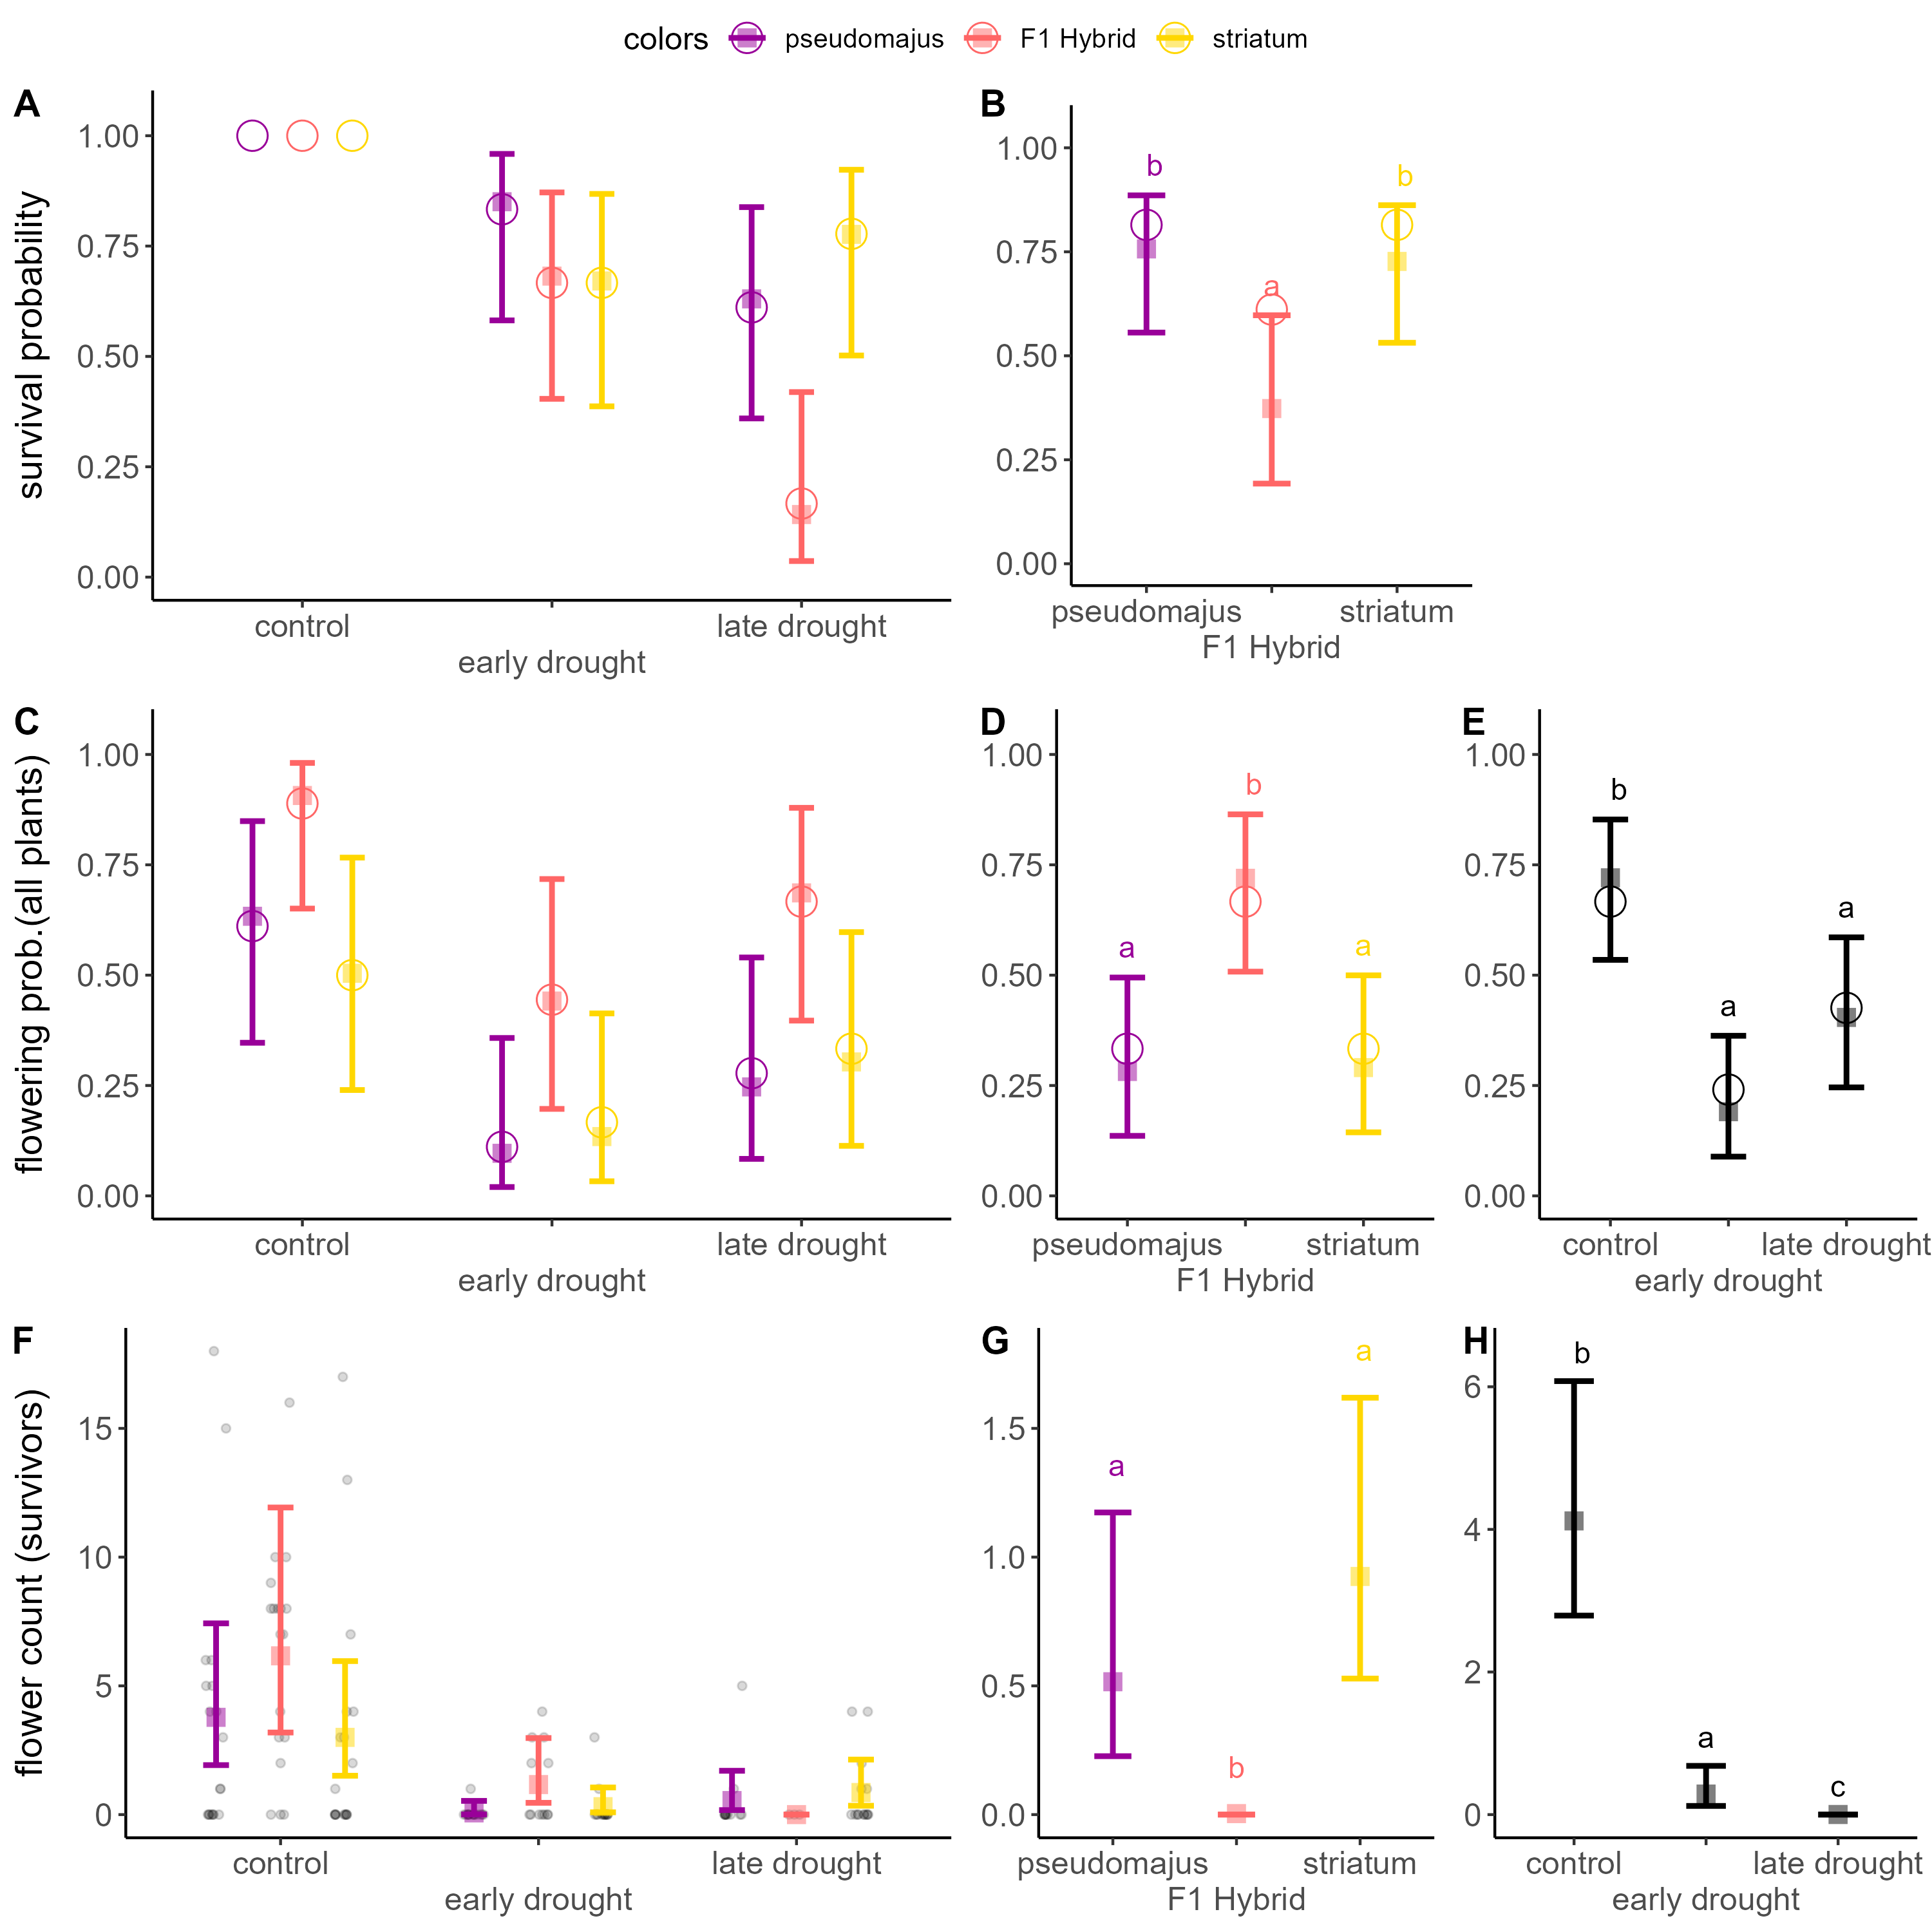 colors pseudomajus F1 Hybrid striatum
A
survival probability
1.00
0.75
0.50
0.25
0.00
control
late drought
early drought
B
1.00
0.75
0.50
0.25
0.00
b
a
b
pseudomajus
striatum
F1 Hybrid
C
flowering prob.(all plants)
1.00
0.75
0.50
0.25
0.00
control
late drought
early drought
D
1.00
0.75
0.50
0.25
0.00
a
b
a
pseudomajus
striatum
F1 Hybrid
E
1.00
0.75
0.50
0.25
0.00
b
a
a
control
late drought
early drought
F
flower count (survivors)
15
10
5
0
control
late drought
early drought
G
1.5
1.0
0.5
0.0
a
b
a
pseudomajus
striatum
F1 Hybrid
H
6
4
2
0
b
a
c
control
late drought
early drought